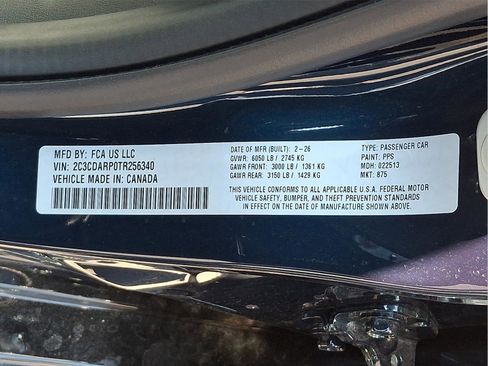 MFD BY: FCA US LLC
VIN: 2C3CDARP0TR256340
VEHICLE MADE IN: CANADA
DATE OF MFR (BUILT): 2-26
GVWR: 6050 LB / 2745 KG
GAWR FRONT: 3000 LB / 1361 KG
GAWR REAR: 3150 LB / 1429 KG
TYPE: PASSENGER CAR
PAINT: PPS
MDH: 022513
MKT: 875
THIS VEHICLE CONFORMS TO ALL APPLICABLE U.S.A. FEDERAL MOTOR
VEHICLE SAFETY, BUMPER, AND THEFT PREVENTION STANDARDS
IN EFFECT ON THE DATE OF MANUFACTURE SHOWN ABOVE.